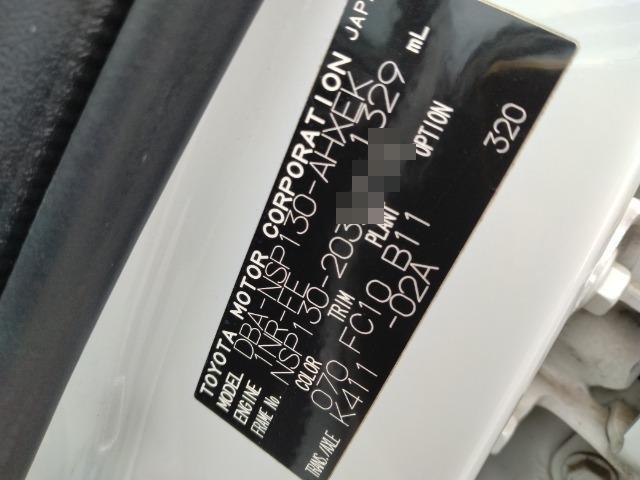 TOYOTA MOTOR CORPORATION JAP
MODEL DBA-NSP130-AHXEK
ENGINE 1NR-FE 1329 mL
FRAME No. NSP130-203
COLOR TRIM PLANT OPTION
070 FC10 B11 320
TRANS./AXLE K411 -02A